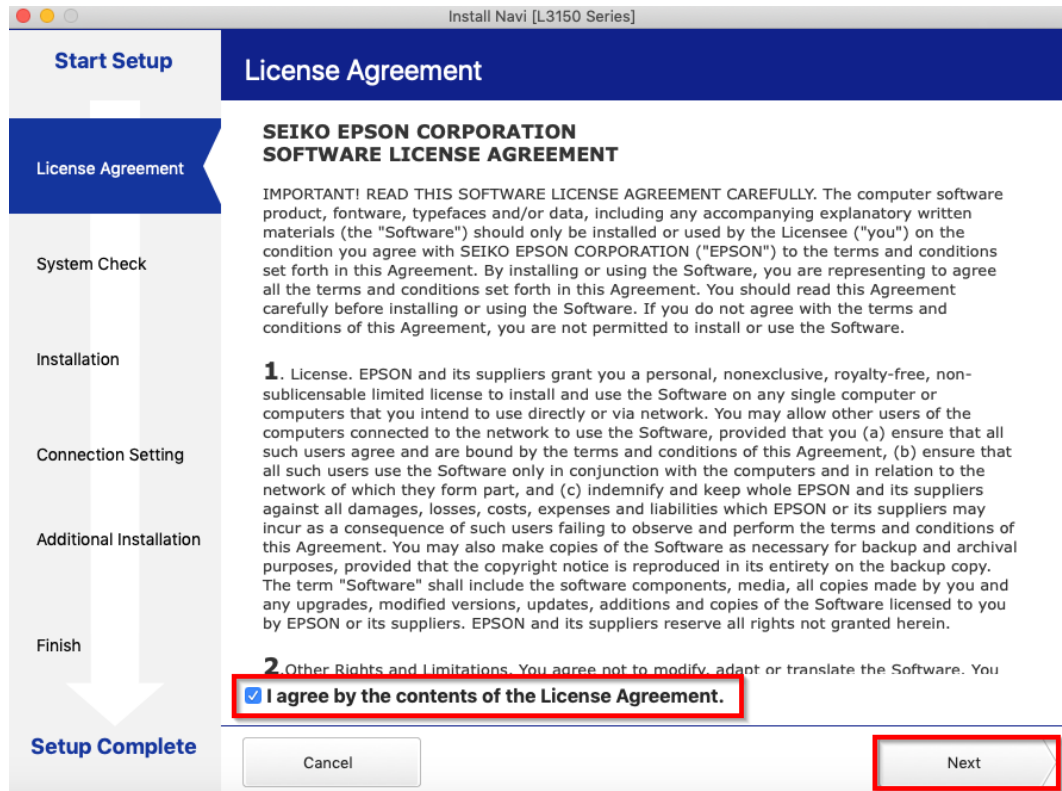 Install Navi [L3150 Series]
Start Setup
License Agreement
System Check
Installation
Connection Setting
Additional Installation
Finish
Setup Complete
License Agreement
SEIKO EPSON CORPORATION
SOFTWARE LICENSE AGREEMENT
IMPORTANT! READ THIS SOFTWARE LICENSE AGREEMENT CAREFULLY. The computer software
product, fontware, typefaces and/or data, including any accompanying explanatory written
materials (the "Software") should only be installed or used by the Licensee ("you") on the
condition you agree with SEIKO EPSON CORPORATION ("EPSON") to the terms and conditions
set forth in this Agreement. By installing or using the Software, you are representing to agree
all the terms and conditions set forth in this Agreement. You should read this Agreement
carefully before installing or using the Software. If you do not agree with the terms and
conditions of this Agreement, you are not permitted to install or use the Software.
1. License. EPSON and its suppliers grant you a personal, nonexclusive, royalty-free, non-
sublicensable limited license to install and use the Software on any single computer or
computers that you intend to use directly or via network. You may allow other users of the
computers connected to the network to use the Software, provided that you (a) ensure that all
such users agree and are bound by the terms and conditions of this Agreement, (b) ensure that
all such users use the Software only in conjunction with the computers and in relation to the
network of which they form part, and (c) indemnify and keep whole EPSON and its suppliers
against all damages, losses, costs, expenses and liabilities which EPSON or its suppliers may
incur as a consequence of such users failing to observe and perform the terms and conditions of
this Agreement. You may also make copies of the Software as necessary for backup and archival
purposes, provided that the copyright notice is reproduced in its entirety on the backup copy.
The term "Software" shall include the software components, media, all copies made by you and
any upgrades, modified versions, updates, additions and copies of the Software licensed to you
by EPSON or its suppliers. EPSON and its suppliers reserve all rights not granted herein.
2.Other Rights and Limitations. You agree not to modify, adapt or translate the Software. You
I agree by the contents of the License Agreement.
Cancel
Next